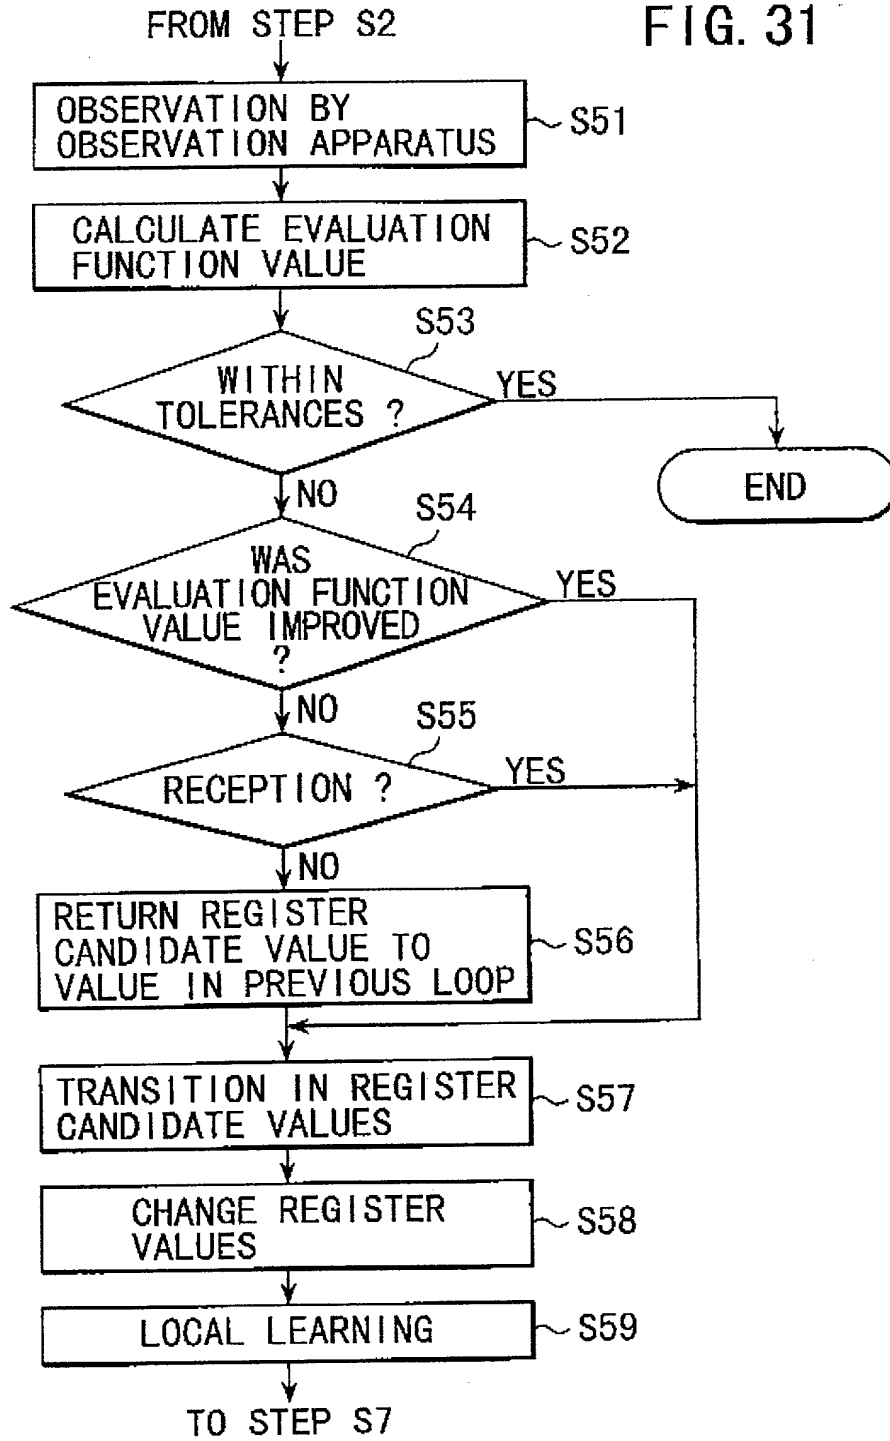 FROM STEP S2
FIG. 31
OBSERVATION BY
OBSERVATION APPARATUS
S51
CALCULATE EVALUATION
FUNCTION VALUE
S52
S53
WITHIN
TOLERANCES ?
YES
END
NO
S54
WAS
EVALUATION FUNCTION
VALUE IMPROVED
?
YES
NO
S55
RECEPTION ?
YES
NO
RETURN REGISTER
CANDIDATE VALUE TO
VALUE IN PREVIOUS LOOP
S56
TRANSITION IN REGISTER
CANDIDATE VALUES
S57
CHANGE REGISTER
VALUES
S58
LOCAL LEARNING
S59
TO STEP S7